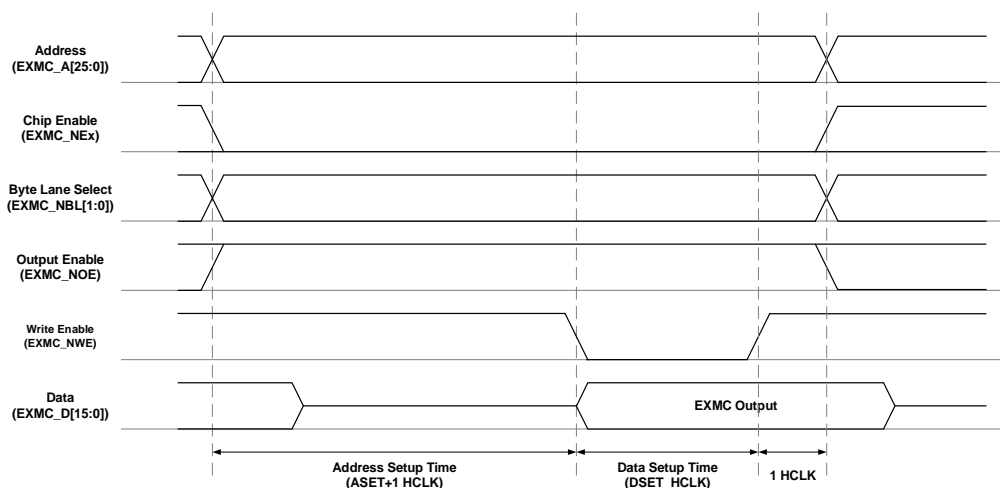 Address
(EXMC_A[25:0])
Chip Enable
(EXMC_NEx)
Byte Lane Select
(EXMC_NBL[1:0])
Output Enable
(EXMC_NOE)
Write Enable
(EXMC_NWE)
Data
(EXMC_D[15:0])
EXMC Output
Address Setup Time
(ASET+1 HCLK)
Data Setup Time
(DSET HCLK)
1 HCLK